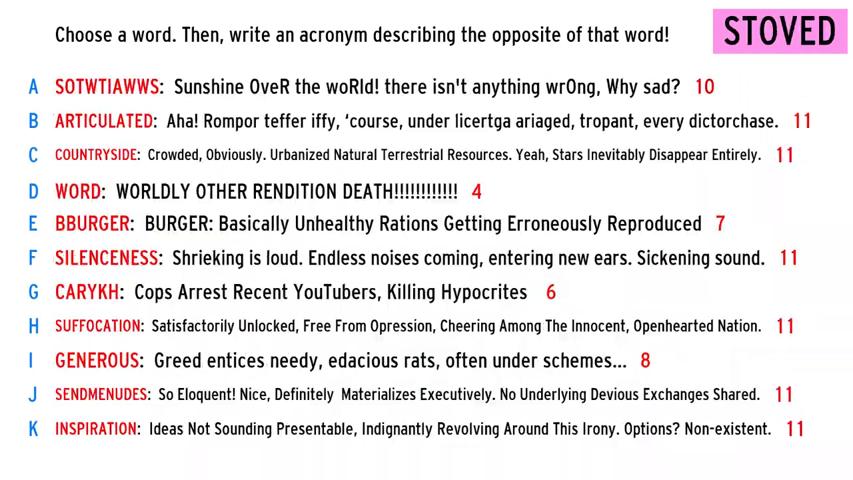 Choose a word. Then, write an acronym describing the opposite of that word!
STOVED
A SOTWTIAWWS: Sunshine OveR the woRld! there isn't anything wrOng, Why sad? 10
B ARTICULATED: Aha! Rompor teffer iffy, ‘course, under licertga ariaged, tropant, every dictorchase. 11
C COUNTRYSIDE: Crowded, Obviously. Urbanized Natural Terrestrial Resources. Yeah, Stars Inevitably Disappear Entirely. 11
D WORD: WORLDLY OTHER RENDITION DEATH!!!!!!!!!!!! 4
E BBURGER: BURGER: Basically Unhealthy Rations Getting Erroneously Reproduced 7
F SILENCENESS: Shrieking is loud. Endless noises coming, entering new ears. Sickening sound. 11
G CARYKH: Cops Arrest Recent YouTubers, Killing Hypocrites 6
H SUFFOCATION: Satisfactorily Unlocked, Free From Opression, Cheering Among The Innocent, Openhearted Nation. 11
I GENEROUS: Greed entices needy, edacious rats, often under schemes... 8
J SENDMENUDES: So Eloquent! Nice, Definitely Materializes Executively. No Underlying Devious Exchanges Shared. 11
K INSPIRATION: Ideas Not Sounding Presentable, Indignantly Revolving Around This Irony. Options? Non-existent. 11